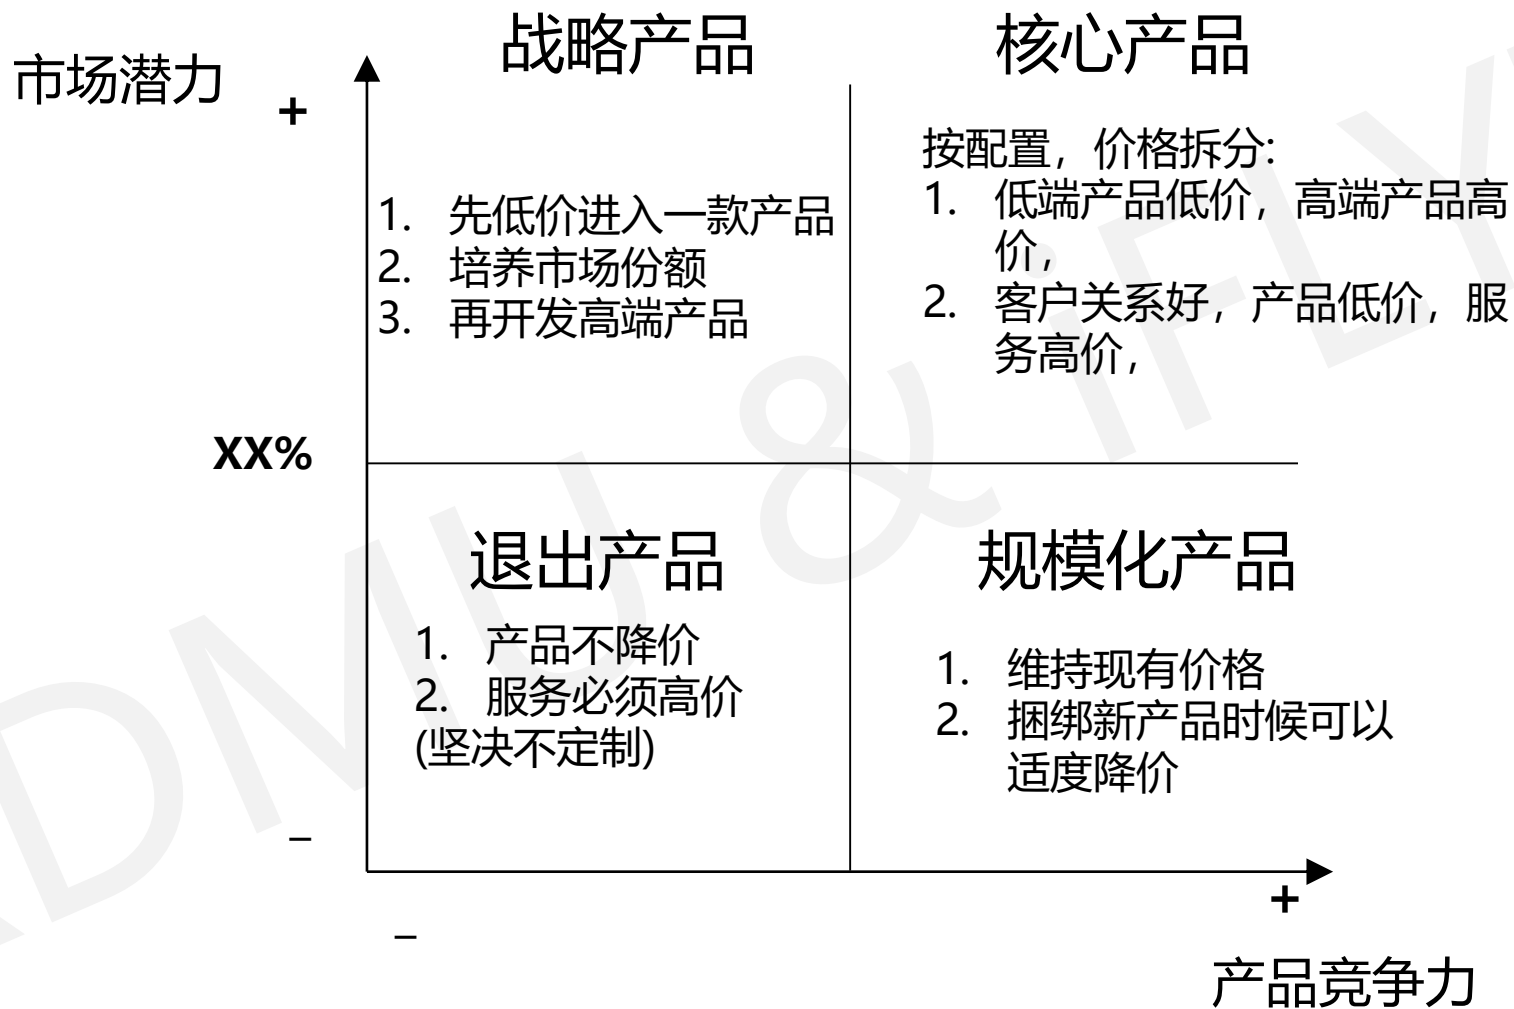 战略产品
核心产品
市场潜力
+
按配置，价格拆分:
1. 低端产品低价，高端产品高
价，
2. 客户关系好，产品低价，服
务高价，
1. 先低价进入一款产品
2. 培养市场份额
3. 再开发高端产品
XX%
退出产品
规模化产品
1. 产品不降价
2. 服务必须高价
(坚决不定制)
1. 维持现有价格
2. 捆绑新产品时候可以
适度降价
–
+
–
产品竞争力
DMU & iFLY